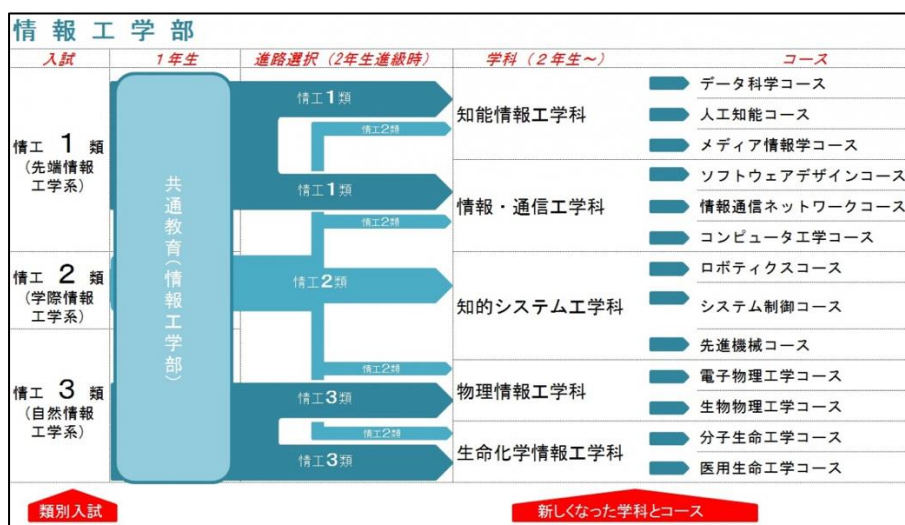 情報工学部
入試 1年生 進路選択(2年生進級時) 学科(2年生~) コース
情工 1 類
(先端情報
工学系)
情工 2 類
(学際情報
工学系)
情工 3 類
(自然情報
工学系)
共通教育(情報工学部)
情工1類
情工2類
情工1類
情工2類
情工2類
情工2類
情工3類
情工2類
情工3類
知能情報工学科
データ科学コース
人工知能コース
メディア情報学コース
情報・通信工学科
ソフトウェアデザインコース
情報通信ネットワークコース
コンピュータ工学コース
知的システム工学科
ロボティクスコース
システム制御コース
先進機械コース
物理情報工学科
電子物理工学コース
生物物理工学コース
生命化学情報工学科
分子生命工学コース
医用生命工学コース
類別入試
新しくなった学科とコース